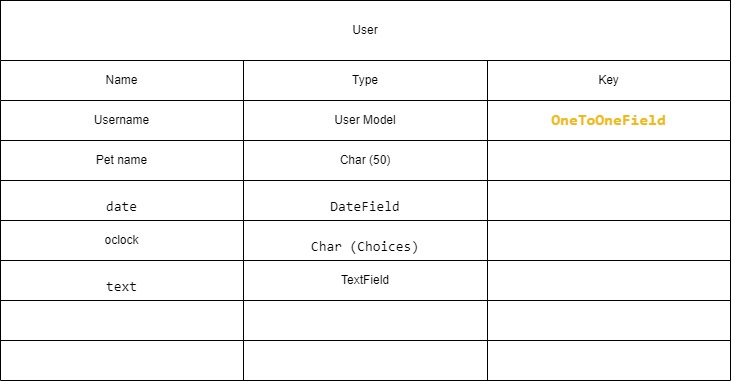 User
Name Type Key
Username User Model OneToOneField
Pet name Char (50)
date DateField
oclock Char (Choices)
text TextField